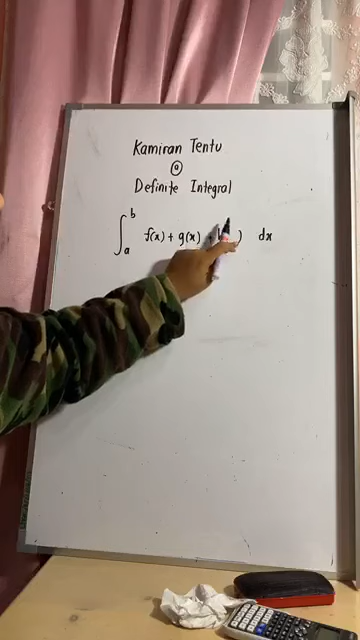 Kamiran Tentu
@
Definite Integral
∫ₐᵇ f(x) + g(x) + ) dx